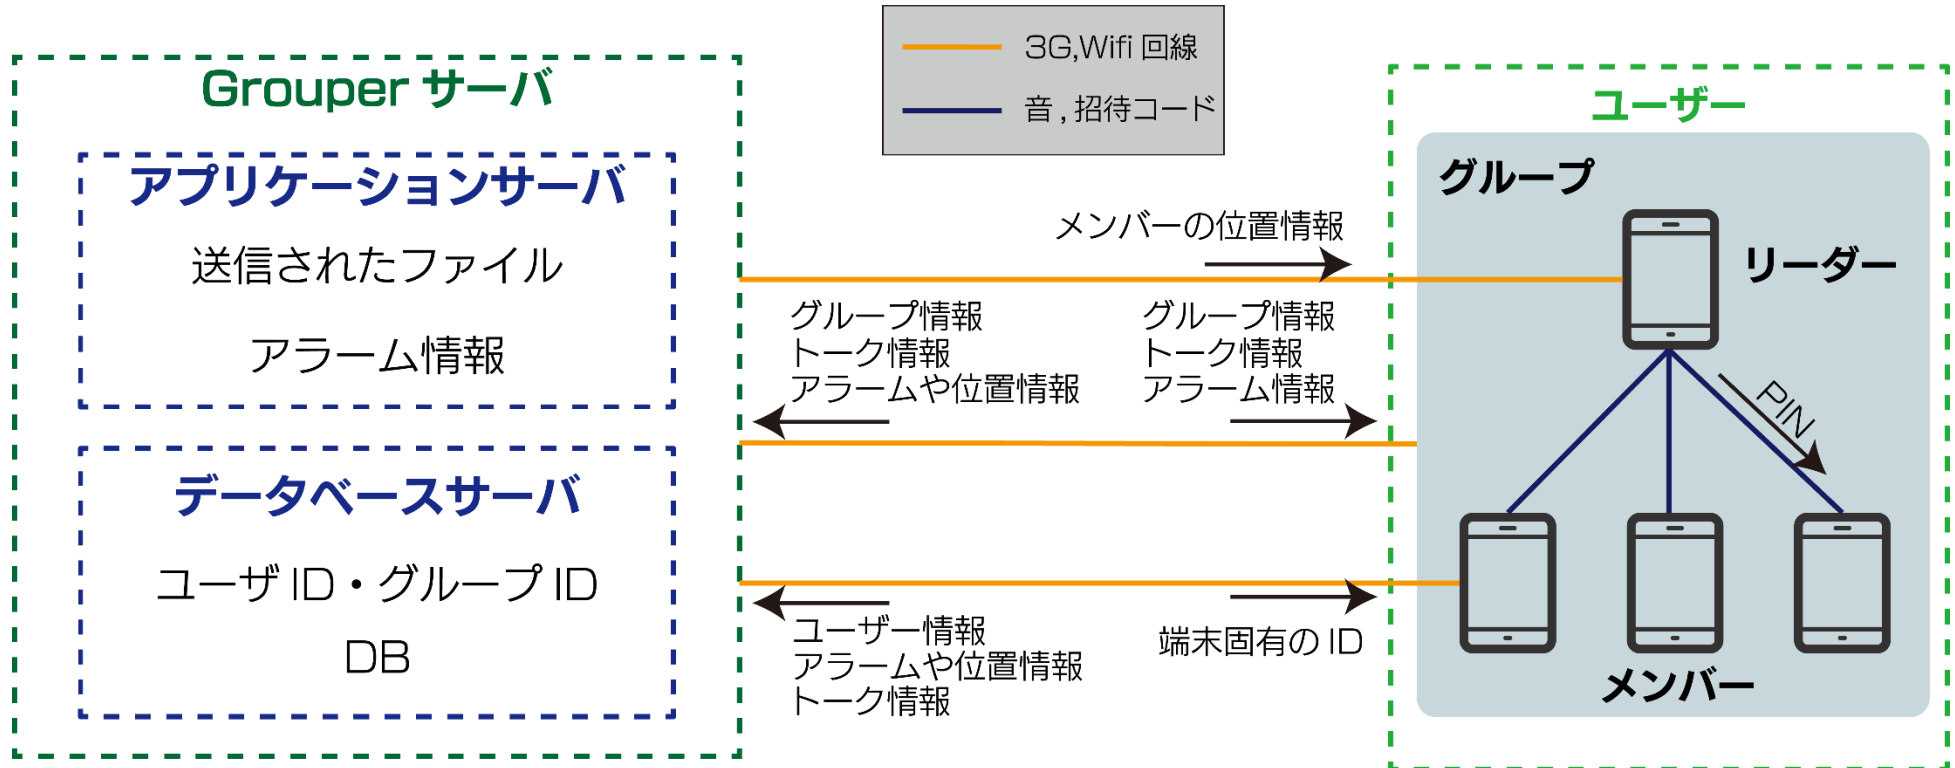 3G,Wifi 回線
音 , 招待コード
Grouper サーバ
アプリケーションサーバ
送信されたファイル
アラーム情報
データベースサーバ
ユーザ ID・グループ ID
DB
メンバーの位置情報
グループ情報
トーク情報
アラームや位置情報
グループ情報
トーク情報
アラーム情報
ユーザー情報
アラームや位置情報
トーク情報
端末固有の ID
ユーザー
グループ
リーダー
PIN
メンバー